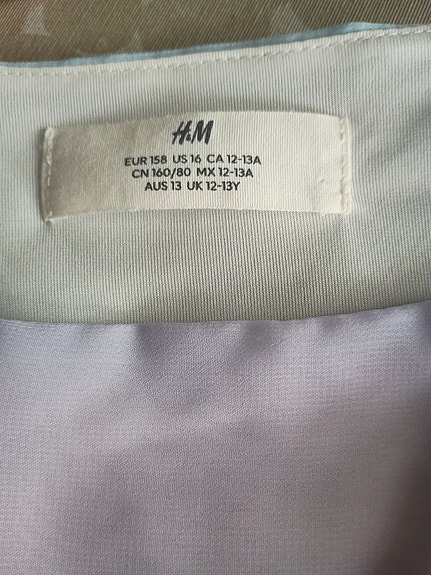 H&M
EUR 158 US 16 CA 12-13A
CN 160/80 MX 12-13A
AUS 13 UK 12-13Y